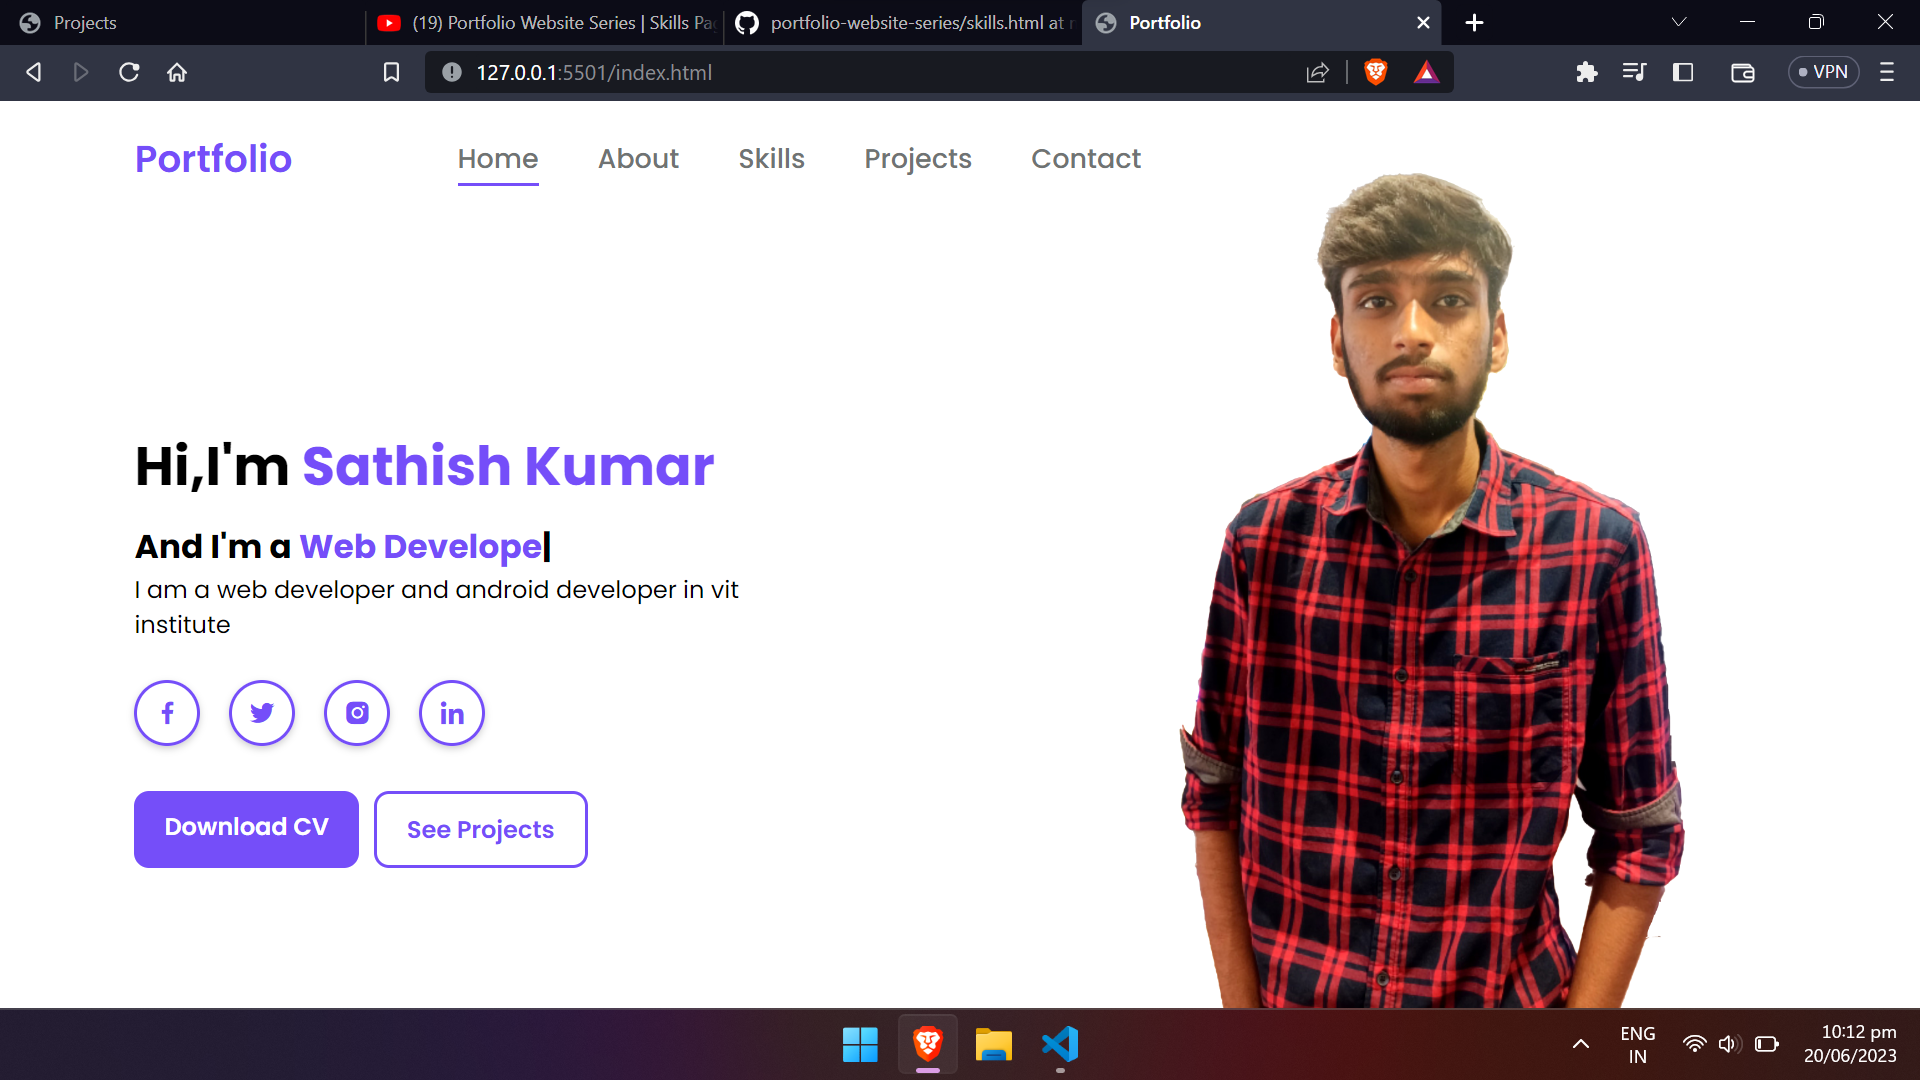 Projects
(19) Portfolio Website Series | Skills Pag
portfolio-website-series/skills.html at
Portfolio
127.0.0.1:5501/index.html
VPN
Portfolio
Home
About
Skills
Projects
Contact
Hi,I'm Sathish Kumar
And I'm a Web Develope|
I am a web developer and android developer in vit
institute
Download CV
See Projects
ENG
IN
10:12 pm
20/06/2023